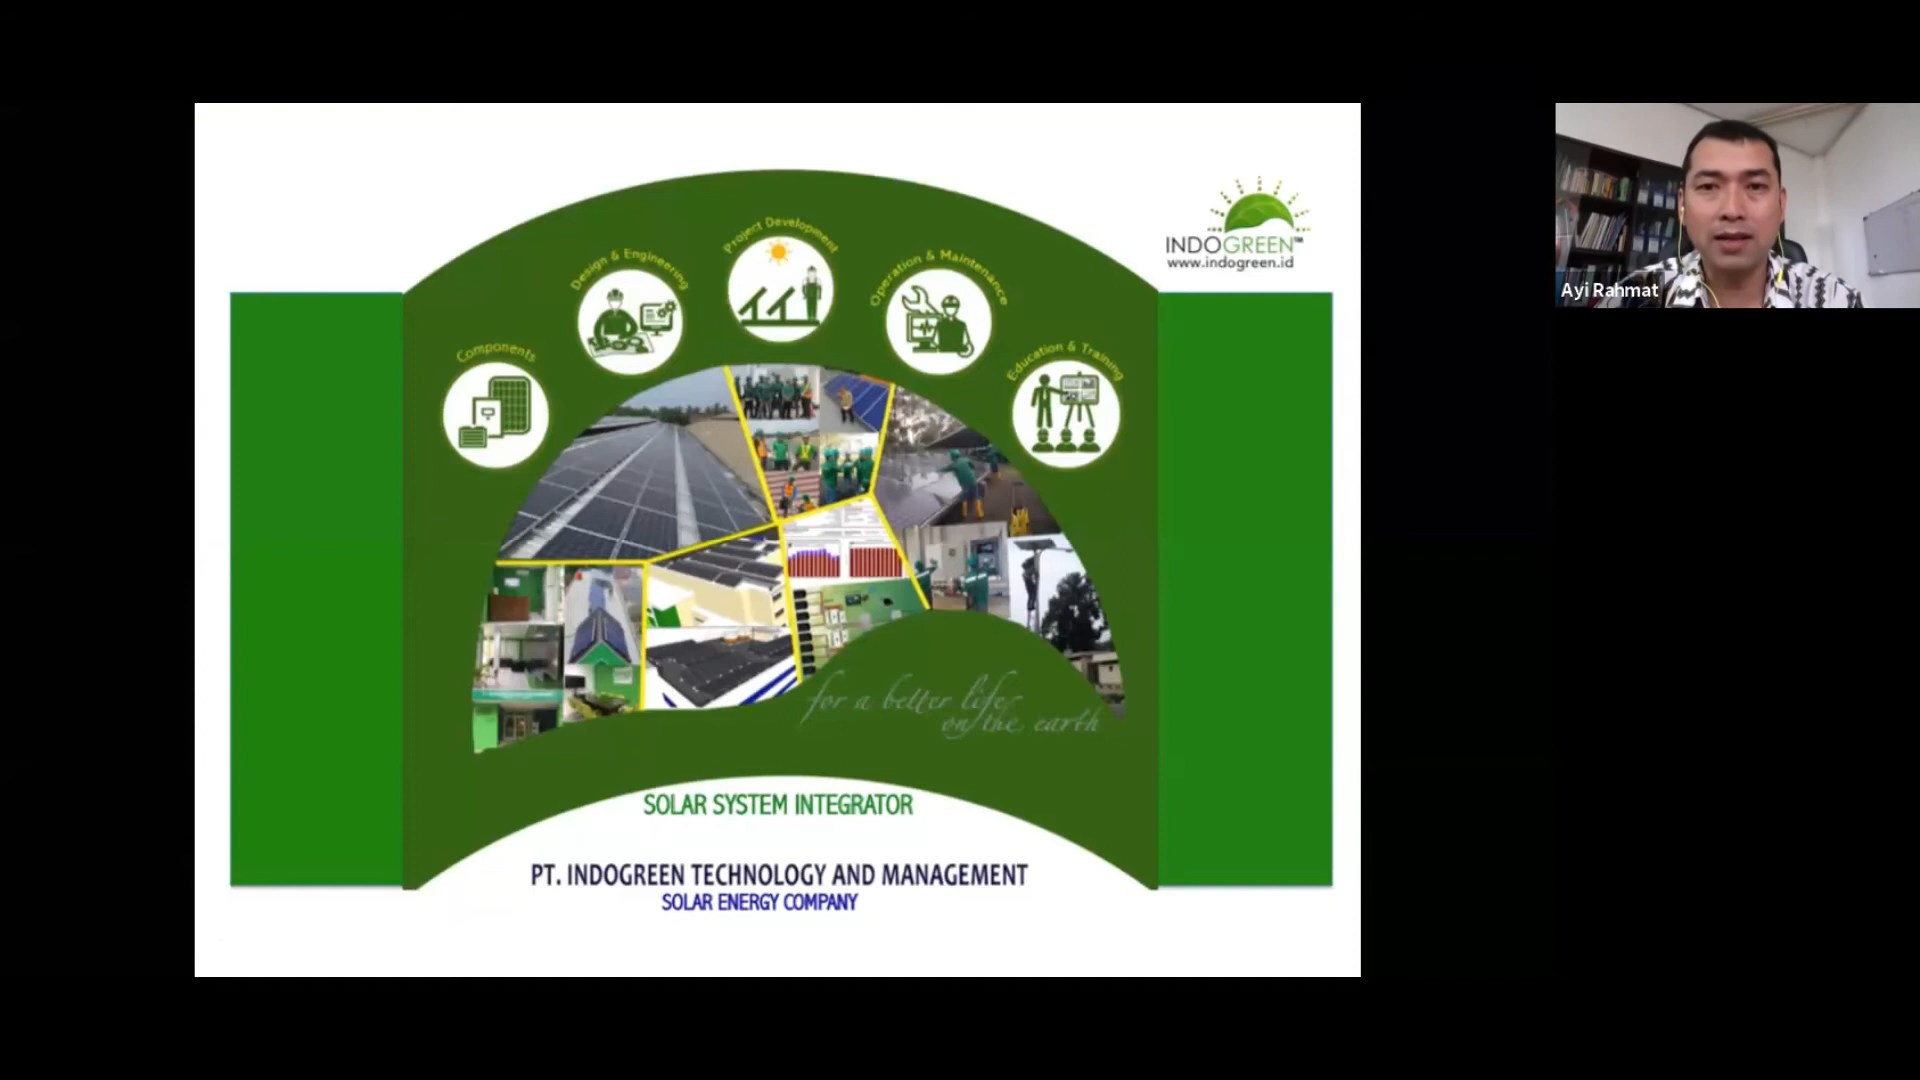 Project Development
Design & Engineering
Operation & Maintenance
Components
Education & Training
INDOGREEN™
www.indogreen.id
Ayi Rahmat
for a better life
on the earth
SOLAR SYSTEM INTEGRATOR
PT. INDOGREEN TECHNOLOGY AND MANAGEMENT
SOLAR ENERGY COMPANY